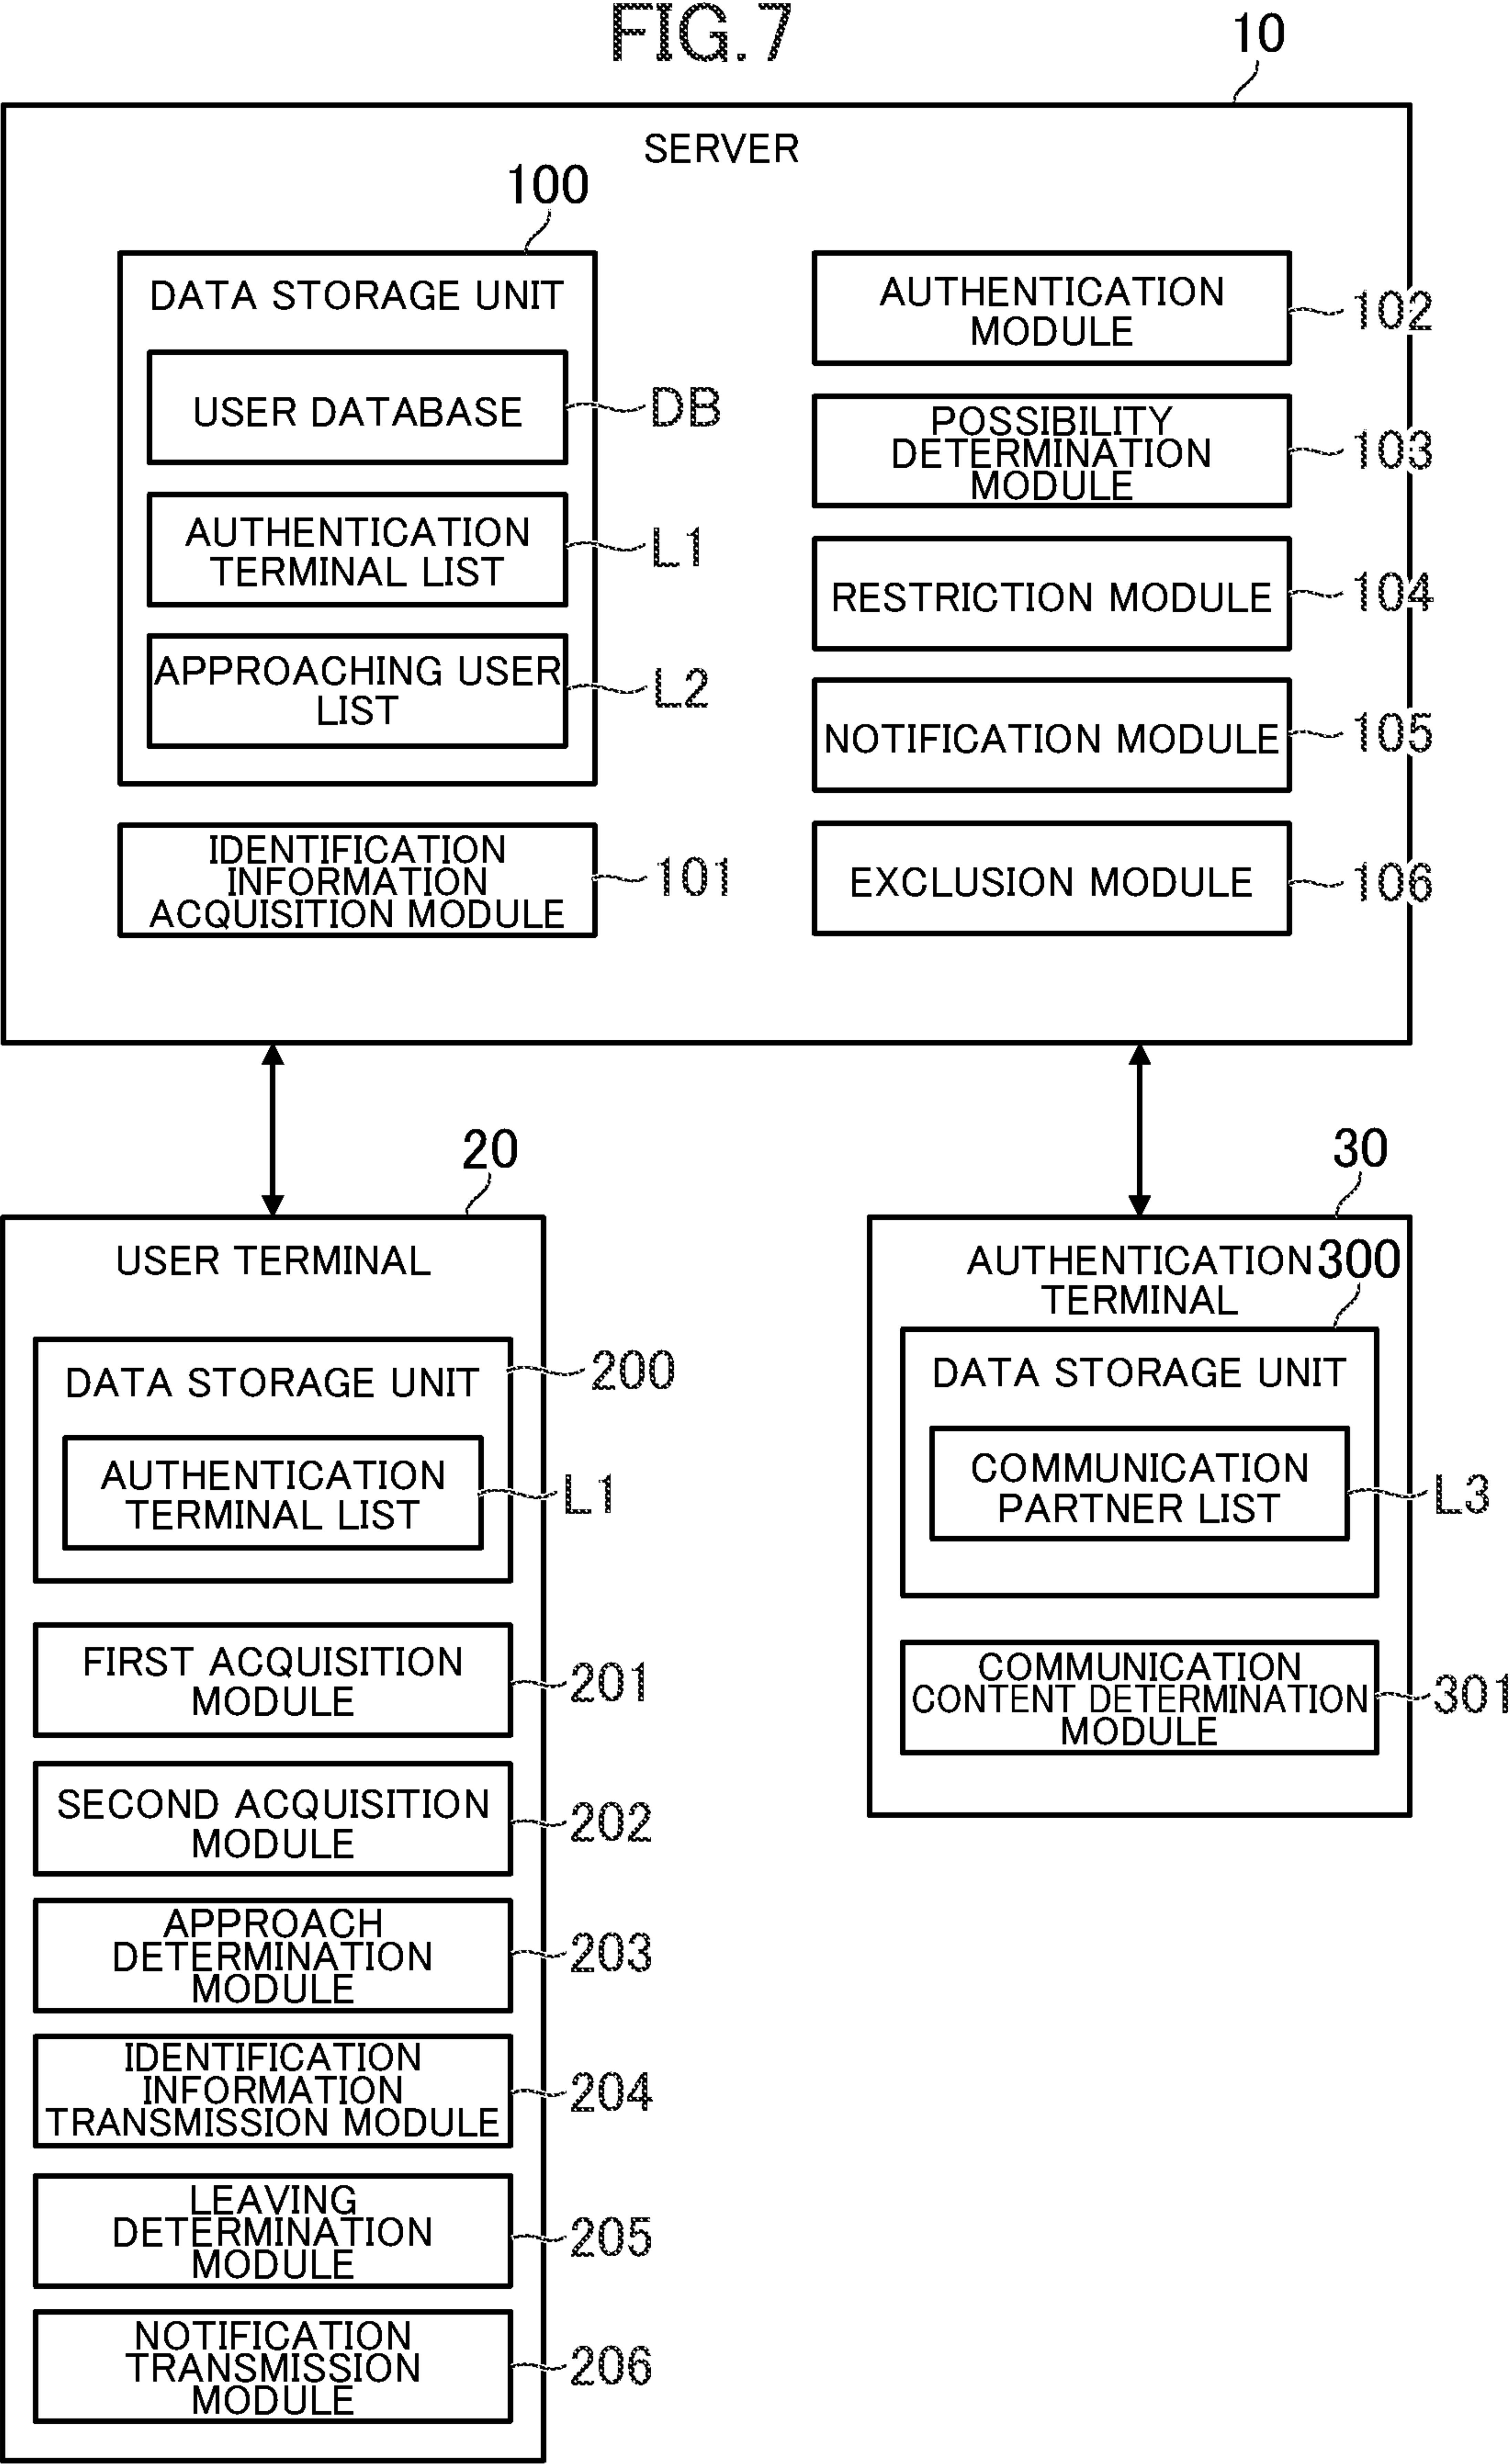 FIG. 7
10
SERVER
100
DATA STORAGE UNIT
USER DATABASE
DB
AUTHENTICATION
TERMINAL LIST
L1
APPROACHING USER
LIST
L2
IDENTIFICATION
INFORMATION
ACQUISITION MODULE
101
AUTHENTICATION
MODULE
102
POSSIBILITY
DETERMINATION
MODULE
103
RESTRICTION MODULE
104
NOTIFICATION MODULE
105
EXCLUSION MODULE
106
20
USER TERMINAL
DATA STORAGE UNIT
200
AUTHENTICATION
TERMINAL LIST
L1
FIRST ACQUISITION
MODULE
201
SECOND ACQUISITION
MODULE
202
APPROACH
DETERMINATION
MODULE
203
IDENTIFICATION
INFORMATION
TRANSMISSION MODULE
204
LEAVING
DETERMINATION
MODULE
205
NOTIFICATION
TRANSMISSION
MODULE
206
30
AUTHENTICATION
TERMINAL
300
DATA STORAGE UNIT
COMMUNICATION
PARTNER LIST
L3
COMMUNICATION
CONTENT DETERMINATION
MODULE
301